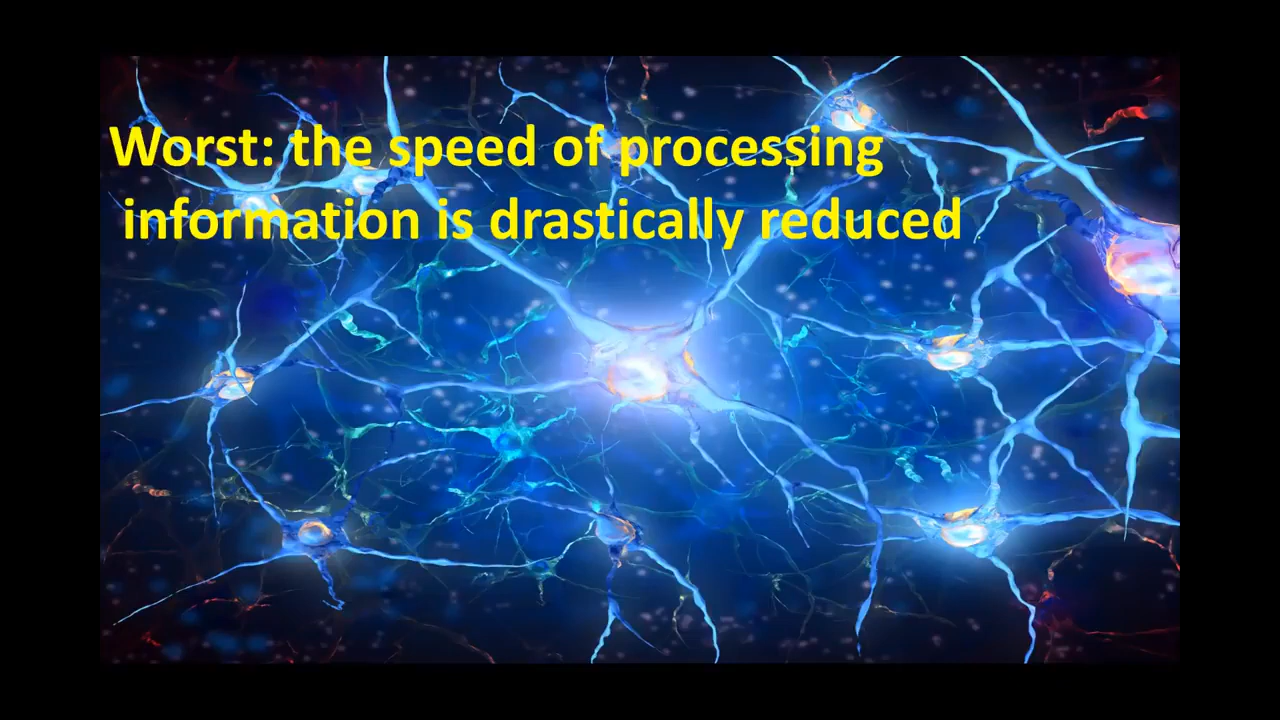 Worst: the speed of processing
information is drastically reduced